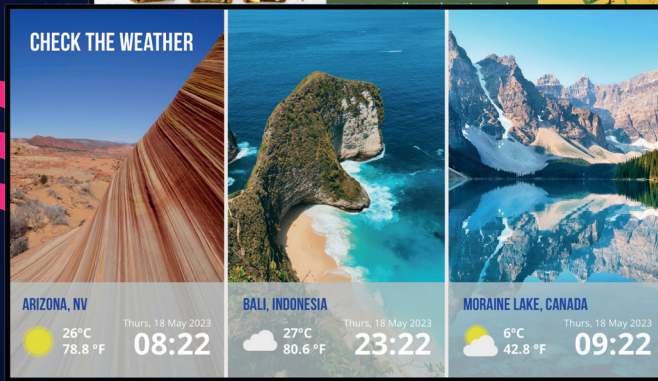 CHECK THE WEATHER
ARIZONA, NV
26°C
78.8 °F
Thurs, 18 May 2023
08:22
BALI, INDONESIA
27°C
80.6 °F
Thurs, 18 May 2023
23:22
MORAINE LAKE, CANADA
6°C
42.8 °F
Thurs, 18 May 2023
09:22